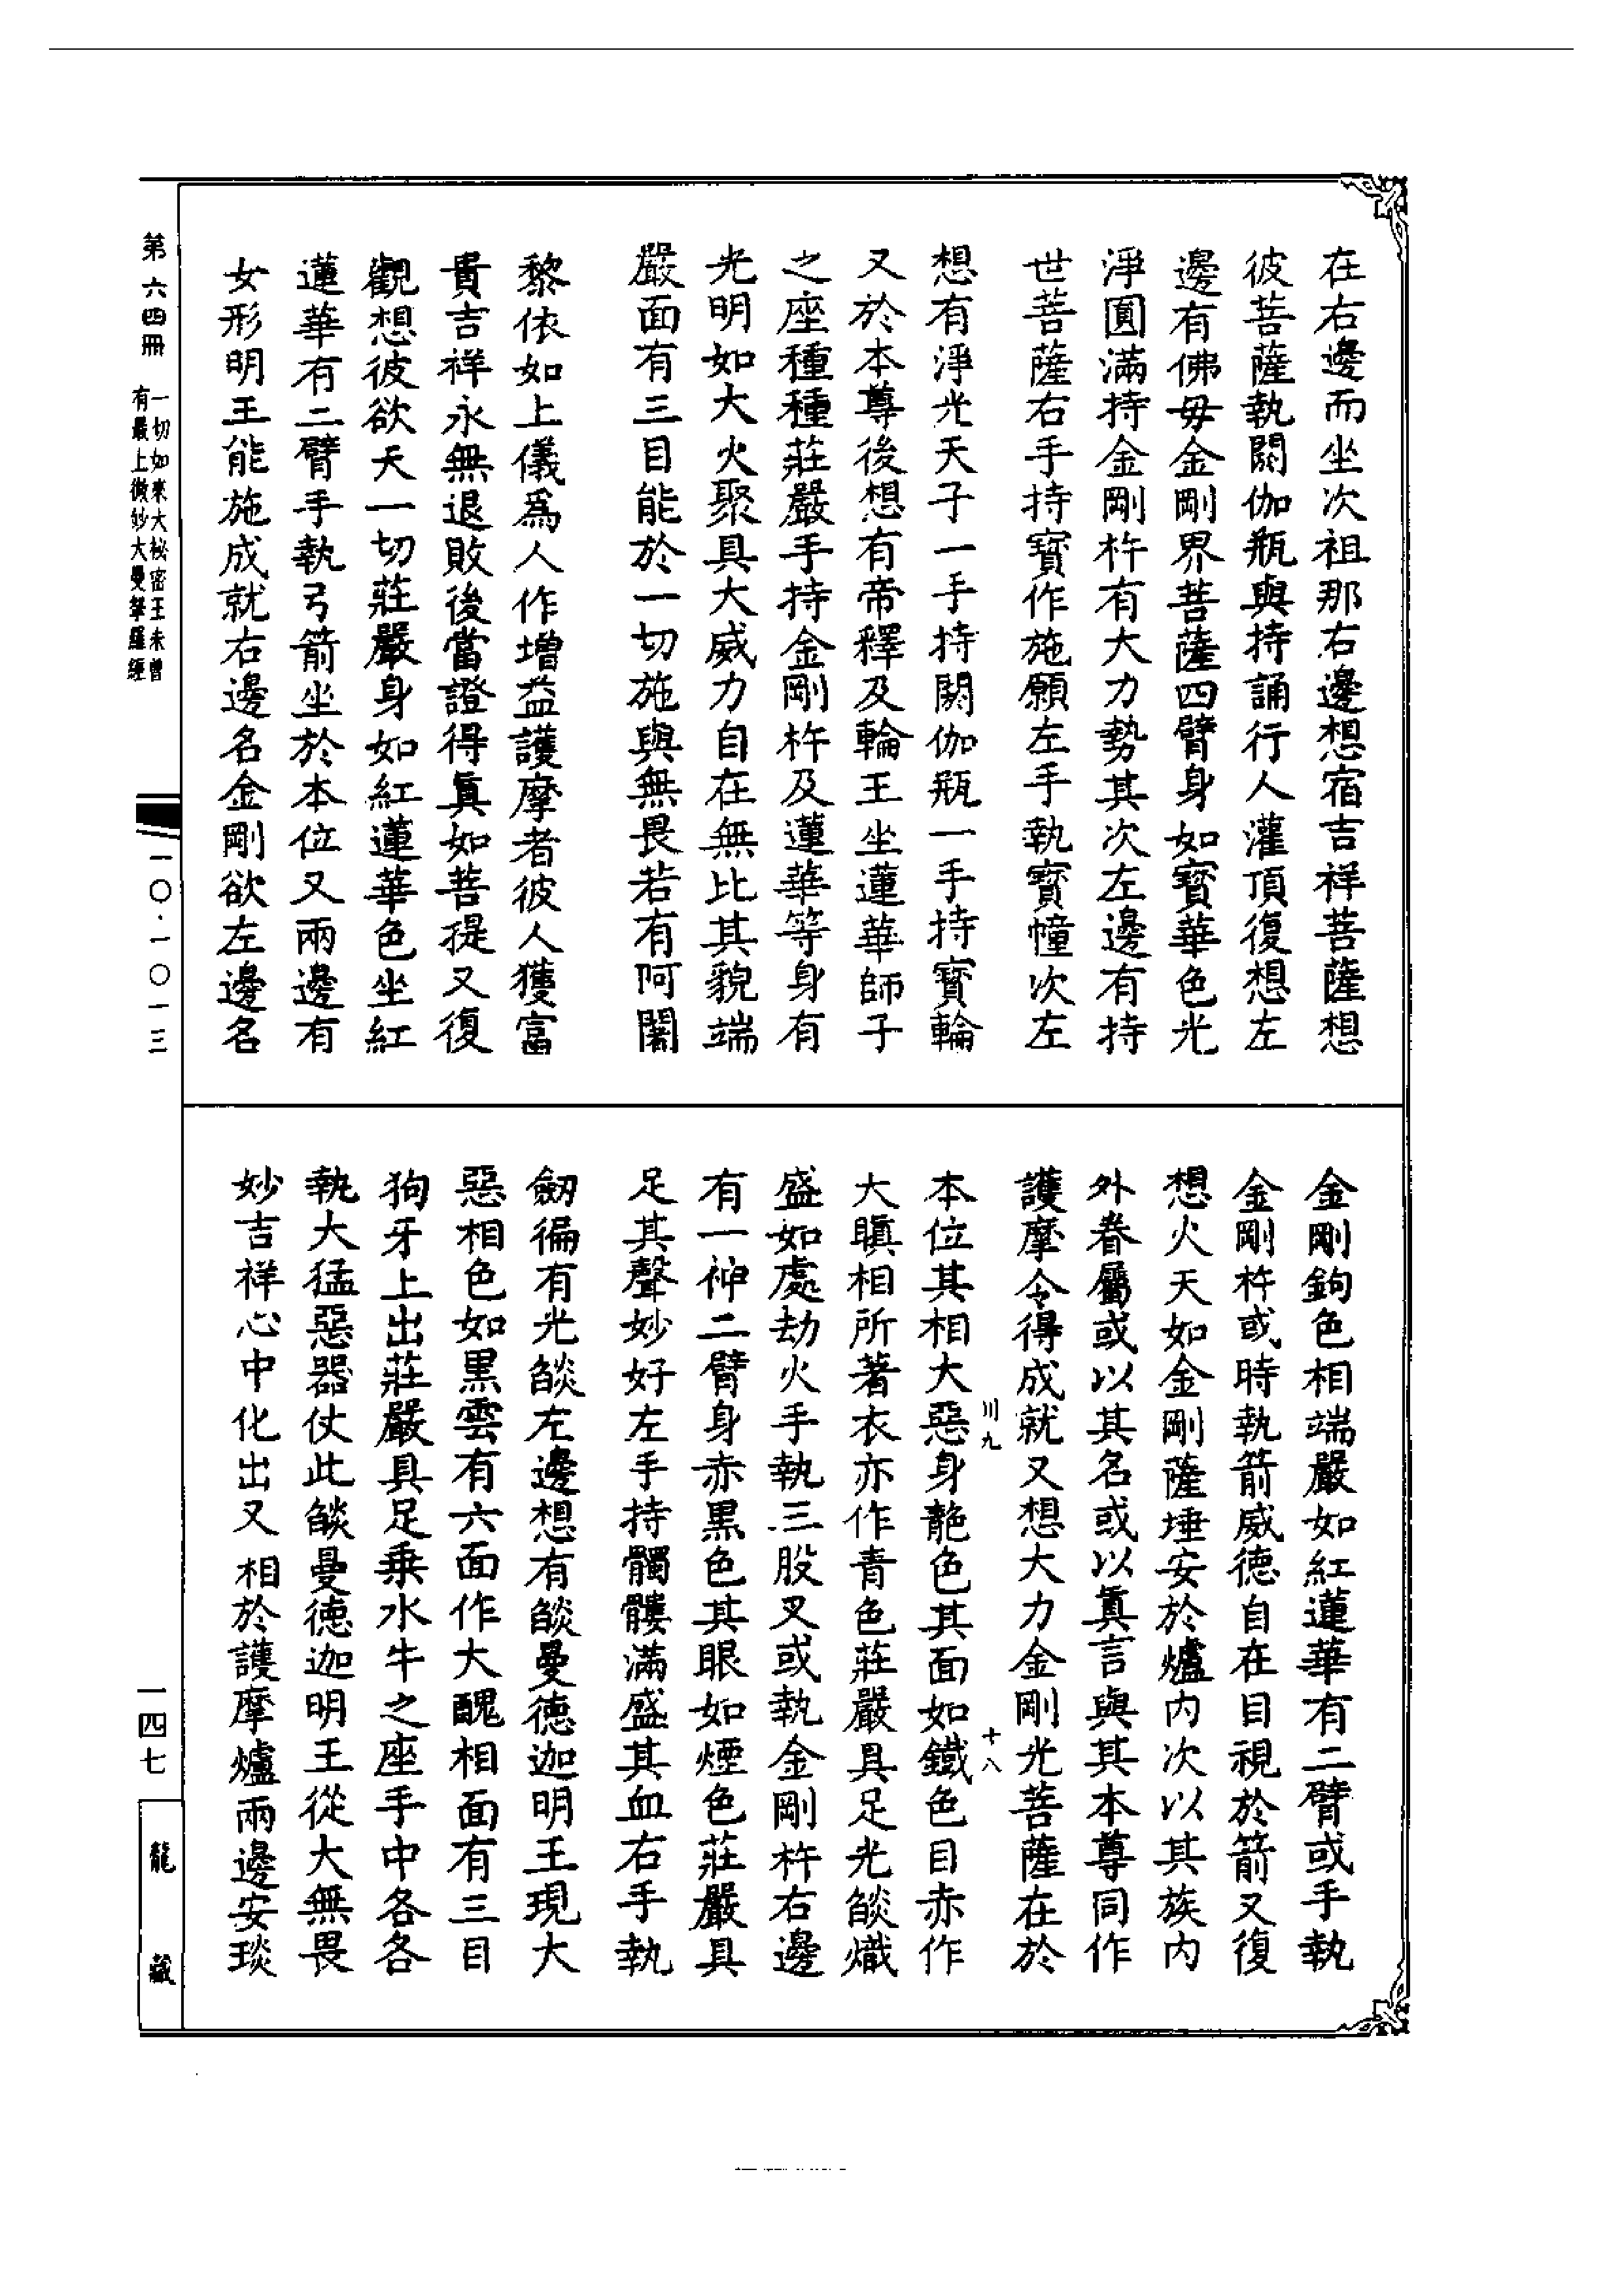 在右邊而坐次祖那右邊想宿吉祥菩薩想
彼菩薩執閼伽瓶與持誦行人灌頂復想左
邊有佛毋金剛界菩薩四臂身如寳華色光
淨圓滿持金剛杵有大力勢其次左邊有持
世菩薩右手持寳作施願左手執寳幢次左
想有淨光天子一手持閼伽瓶一手持寳輪
又於本尊後想有帝釋及輪王坐蓮華師子
之座種種莊嚴手持金剛杵及蓮華等身有
光明如大火聚具大威力自在無比其貌端
嚴面有三目能於一切施與無畏若有阿闍
黎依如上儀爲人作增益護摩者彼人獲富
貴吉祥永無退敗後當證得眞如菩提又復
觀想彼欲天一切莊嚴身如紅蓮華色坐紅
蓮華有二臂手執弓箭坐於本位又兩邊有
女形明王能施成就右邊名金剛欲左邊名
金剛鉤色相端嚴如紅蓮華有二臂或手執
金剛杵或時執箭威德自在目視於箭又復
想火天如金剛薩埵安於爐内次以其族内
外眷屬或以其名或以眞言與其本尊同作
護摩令得成就又想大力金剛光菩薩在於
川九 十八
本位其相大惡身靘色其面如鐵色目赤作
大瞋相所著衣亦作青色莊嚴具足光燄熾
盛如處劫火手執三股叉或執金剛杵右邊
有一神二臂身赤黑色其眼如煙色莊嚴具
足其聲妙好左手持髑髏滿盛其血右手執
劒徧有光燄左邊想有燄曼德迦明王現大
惡相色如黑雲有六面作大醜相面有三目
狗牙上出莊嚴具足乗水牛之座手中各各
執大猛惡器仗此燄曼德迦明王從大無畏
妙吉祥心中化出又相於護摩爐兩邊安琰
第六四冊
一切如來大祕密王未曾
有最上微妙大曼拏羅經
一〇·一〇一三
一四七
龍藏